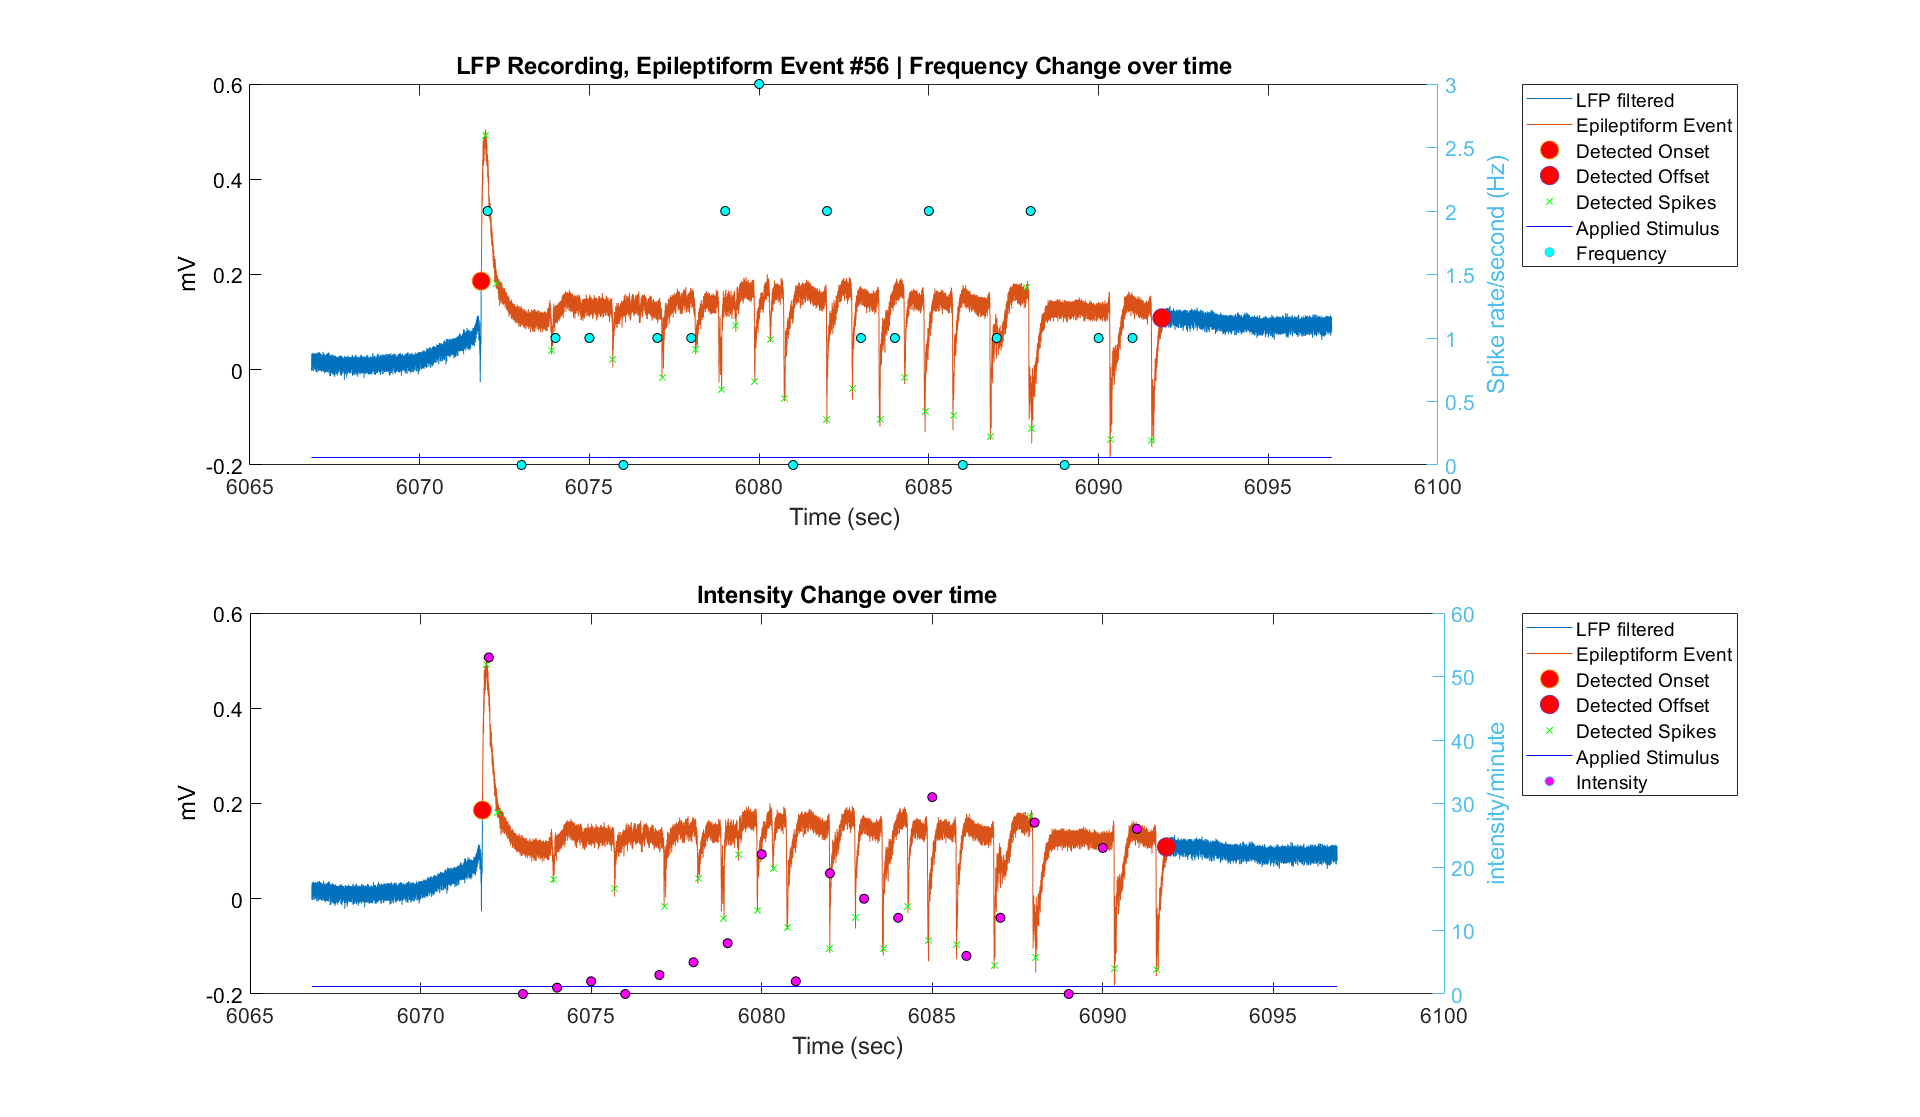 LFP Recording, Epileptiform Event #56 | Frequency Change over time
0.6
0.4
0.2
0
-0.2
mV
3
2.5
2
1.5
1
0.5
0
Spike rate/second (Hz)
6065 6070 6075 6080 6085 6090 6095 6100
Time (sec)
LFP filtered
Epileptiform Event
Detected Onset
Detected Offset
Detected Spikes
Applied Stimulus
Frequency
Intensity Change over time
0.6
0.4
0.2
0
-0.2
mV
60
50
40
30
20
10
0
intensity/minute
6065 6070 6075 6080 6085 6090 6095 6100
Time (sec)
LFP filtered
Epileptiform Event
Detected Onset
Detected Offset
Detected Spikes
Applied Stimulus
Intensity